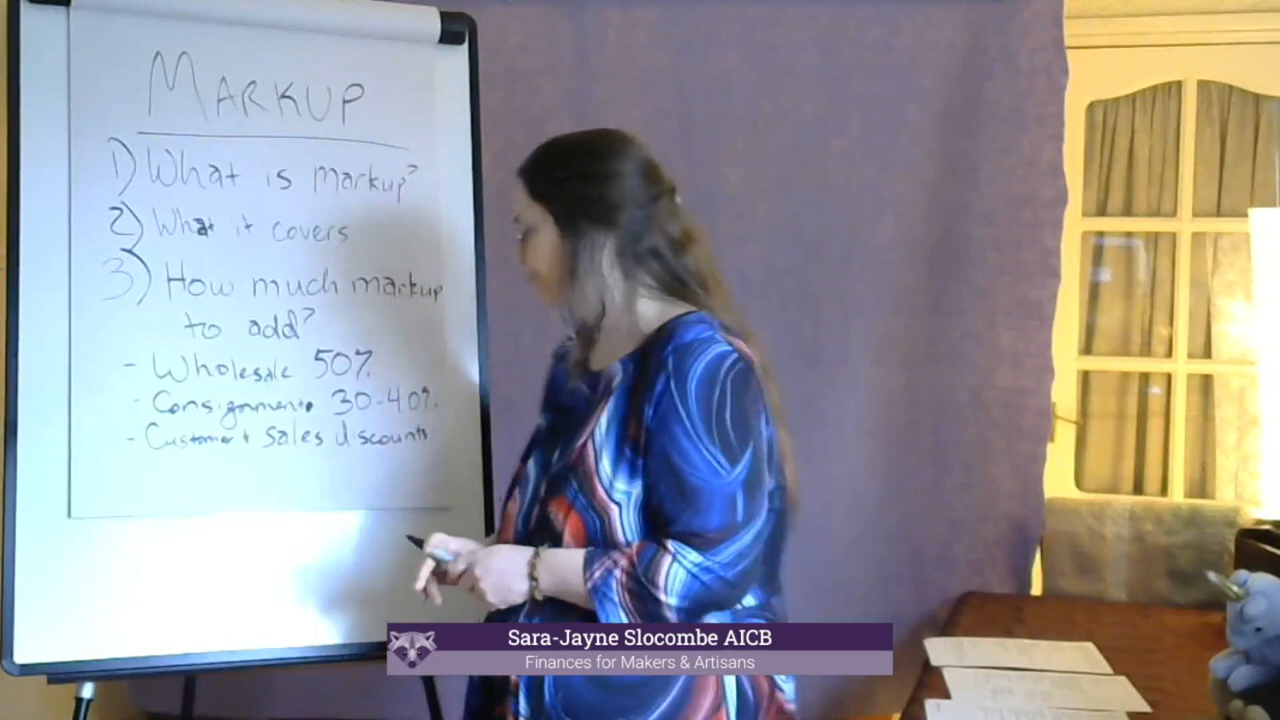 MARKUP
1) What is markup?
2) What it covers
3) How much markup
to add?
- Wholesale 50%
- Consignments 30-40%
- Customer sales discounts
Sara-Jayne Slocombe AICB
Finances for Makers & Artisans